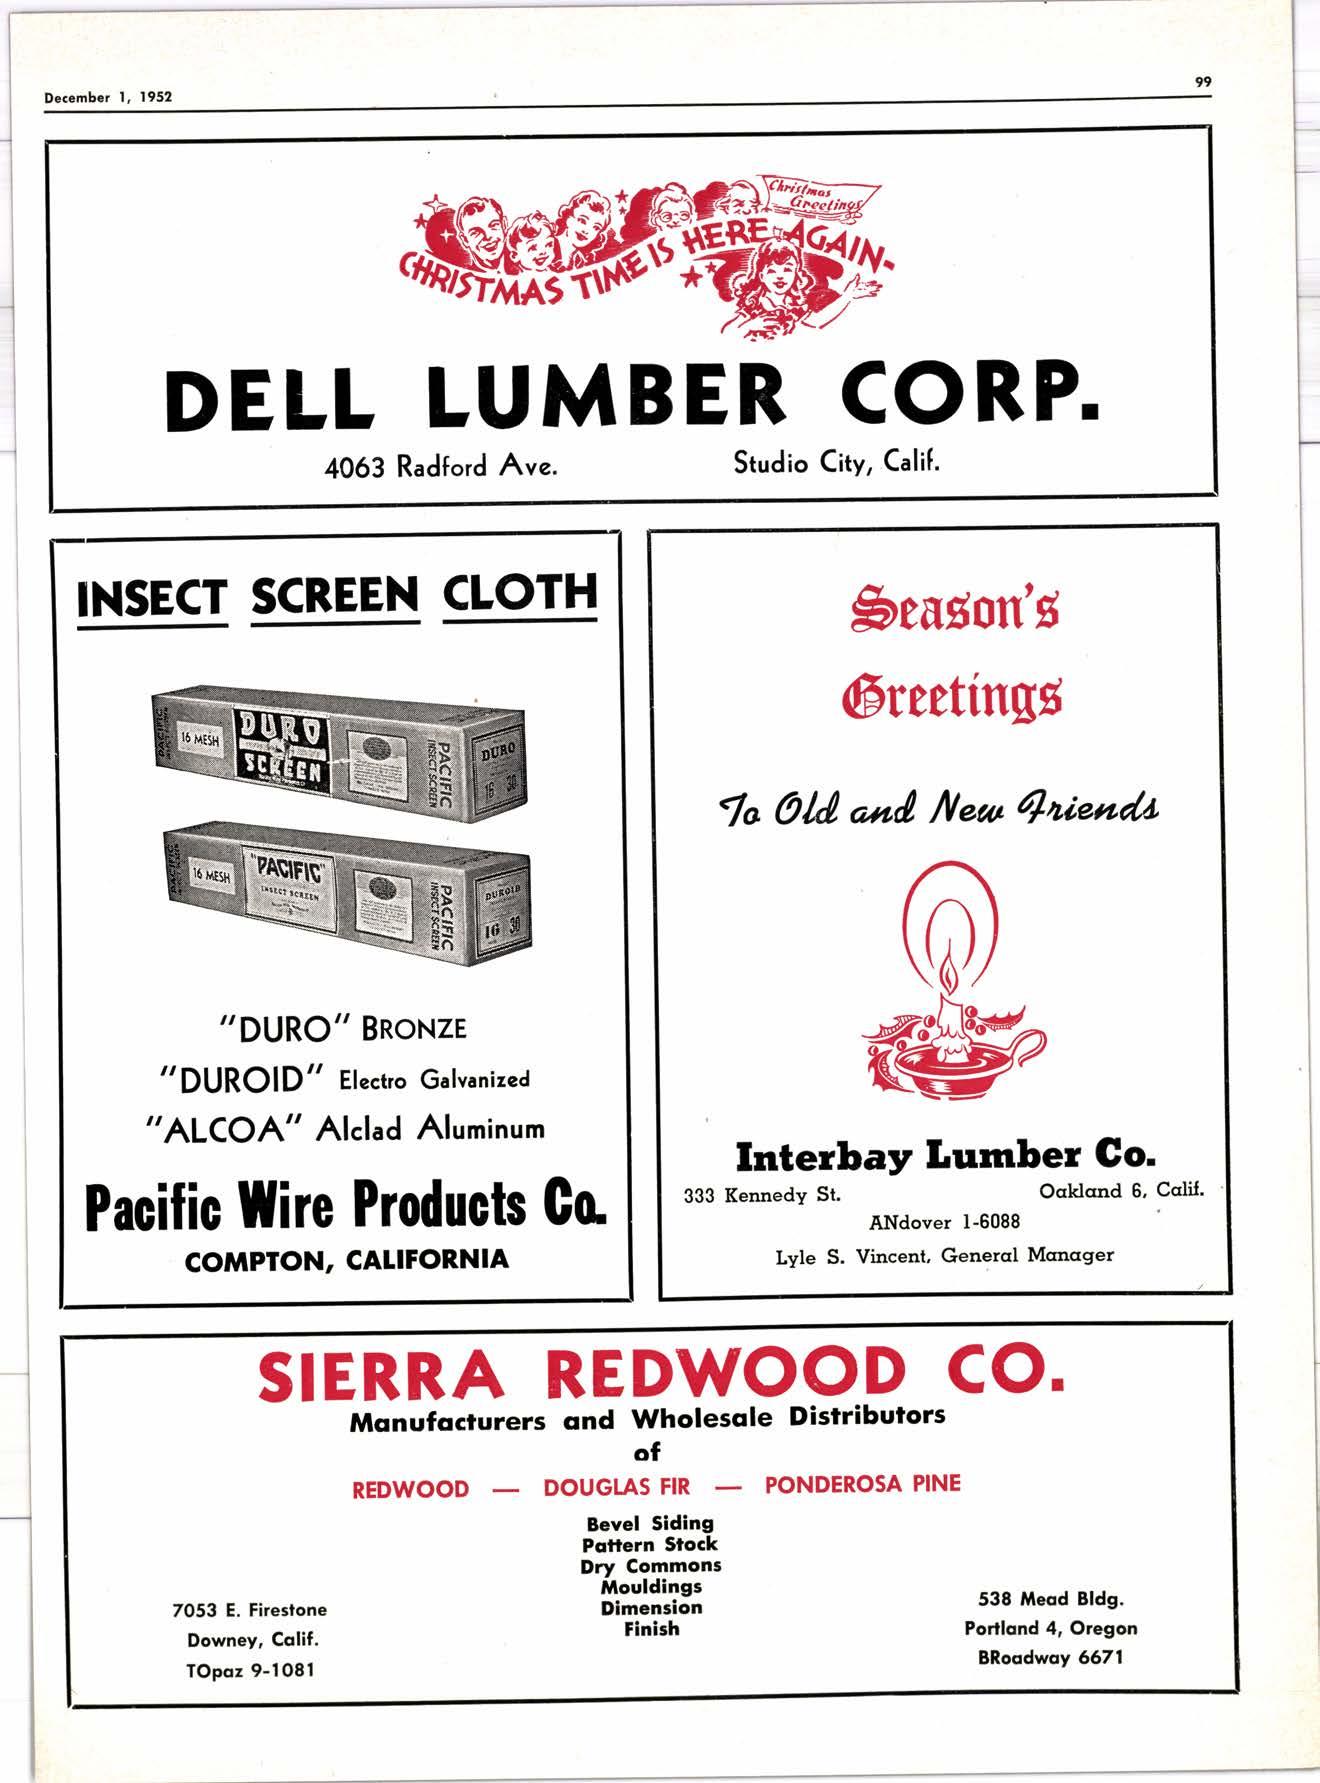 December 1, 1952
99
Christmas
Greetings
CHRISTMAS TIME IS HERE AGAIN-
DELL LUMBER CORP.
4063 Radford Ave. Studio City, Calif.
INSECT SCREEN CLOTH
PACIFIC
16 MESH
DURO
SCREEN
PACIFIC
INSECT SCREEN
DURO
16 30
PACIFIC
16 MESH
"PACIFIC"
INSECT SCREEN
PACIFIC
INSECT SCREEN
DUROID
16 30
"DURO" BRONZE
"DUROID" Electro Galvanized
"ALCOA" Alclad Aluminum
Pacific Wire Products Co.
COMPTON, CALIFORNIA
Season's
Greetings
To Old and New Friends
Interbay Lumber Co.
333 Kennedy St. Oakland 6, Calif.
ANdover 1-6088
Lyle S. Vincent, General Manager
SIERRA REDWOOD CO.
Manufacturers and Wholesale Distributors
of
REDWOOD — DOUGLAS FIR — PONDEROSA PINE
Bevel Siding
Pattern Stock
Dry Commons
Mouldings
Dimension
Finish
7053 E. Firestone
Downey, Calif.
TOpaz 9-1081
538 Mead Bldg.
Portland 4, Oregon
BRoadway 6671